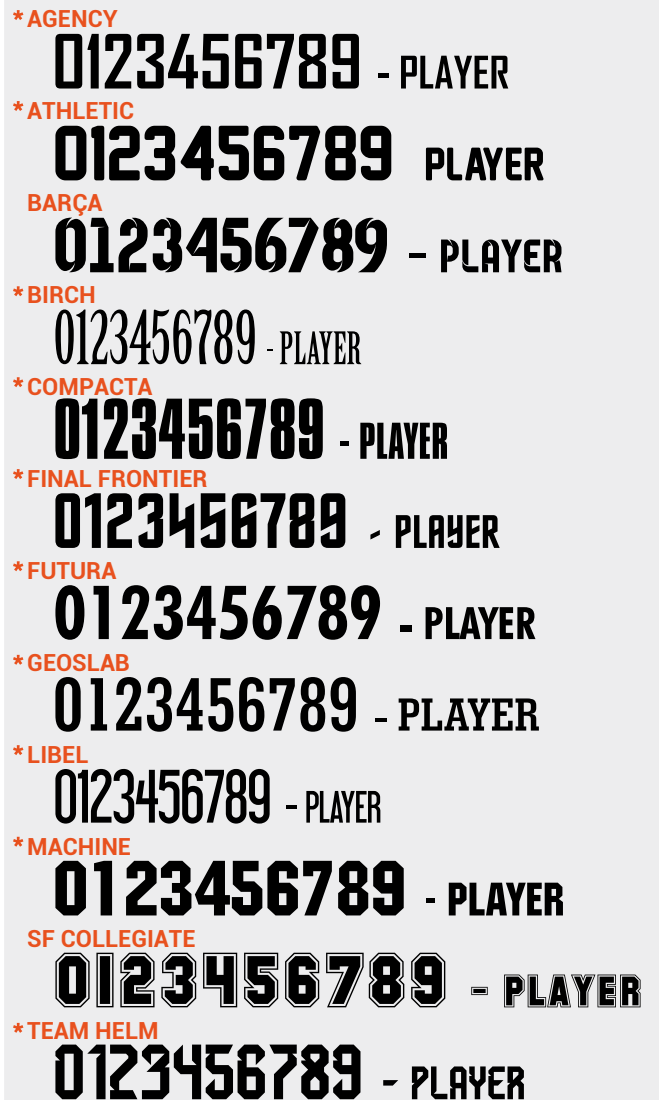 *AGENCY
0123456789 - PLAYER
*ATHLETIC
0123456789 PLAYER
BARÇA
0123456789 - PLAYER
*BIRCH
0123456789 - PLAYER
*COMPACTA
0123456789 - PLAYER
*FINAL FRONTIER
0123456789 - PLAYER
*FUTURA
0123456789 - PLAYER
*GEOSLAB
0123456789 - PLAYER
*LIBEL
0123456789 - PLAYER
*MACHINE
0123456789 - PLAYER
SF COLLEGIATE
0123456789 - PLAYER
*TEAM HELM
0123456789 - PLAYER